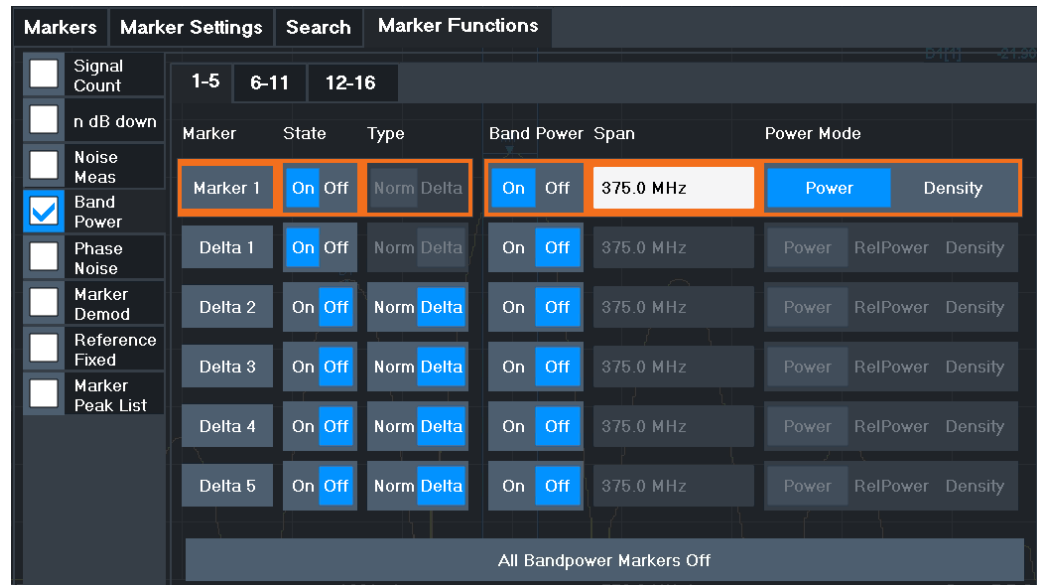 Markers Marker Settings Search Marker Functions
D1[1] -21.90
Signal
Count
n dB down
Noise
Meas
Band
Power
Phase
Noise
Marker
Demod
Reference
Fixed
Marker
Peak List
1-5 6-11 12-16
Marker State Type Band Power Span Power Mode
Marker 1 On Off Norm Delta On Off 375.0 MHz Power Density
Delta 1 On Off Norm Delta On Off 375.0 MHz Power RelPower Density
Delta 2 On Off Norm Delta On Off 375.0 MHz Power RelPower Density
Delta 3 On Off Norm Delta On Off 375.0 MHz Power RelPower Density
Delta 4 On Off Norm Delta On Off 375.0 MHz Power RelPower Density
Delta 5 On Off Norm Delta On Off 375.0 MHz Power RelPower Density
All Bandpower Markers Off